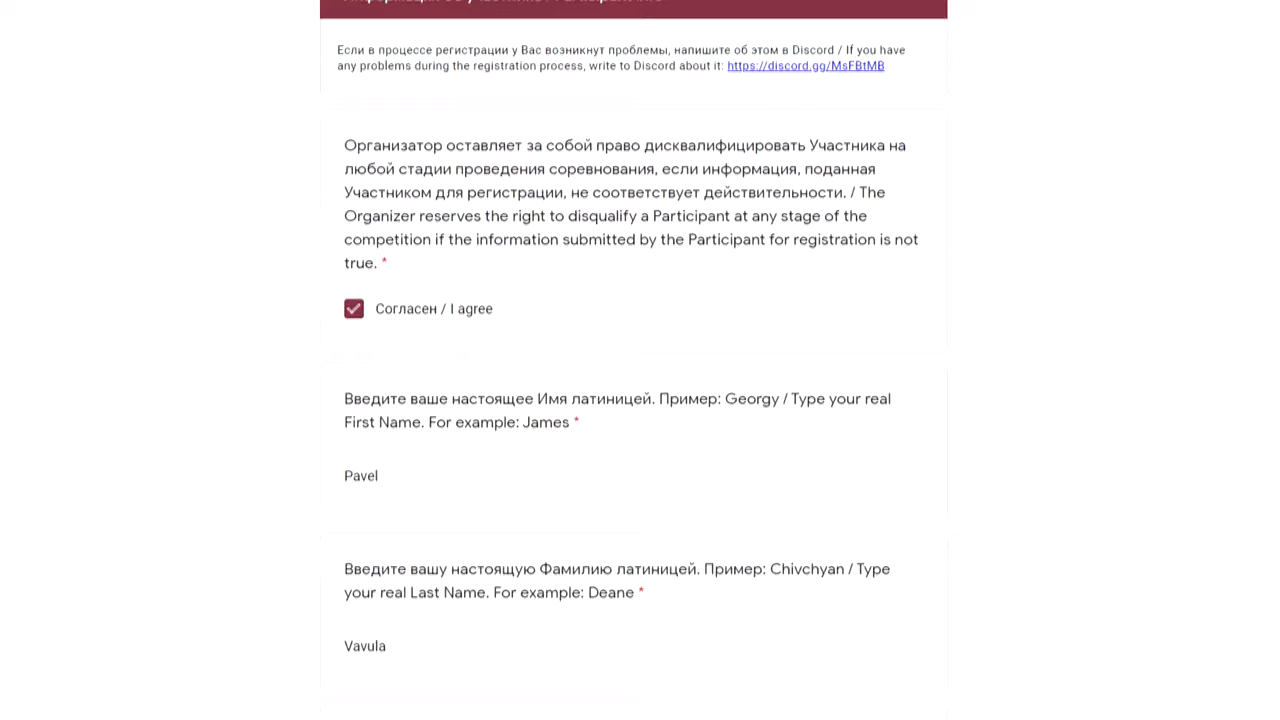 Если в процессе регистрации у Вас возникнут проблемы, напишите об этом в Discord / If you have
any problems during the registration process, write to Discord about it: https://discord.gg/MsFBtMB
Организатор оставляет за собой право дисквалифицировать Участника на
любой стадии проведения соревнования, если информация, поданная
Участником для регистрации, не соответствует действительности. / The
Organizer reserves the right to disqualify a Participant at any stage of the
competition if the information submitted by the Participant for registration is not
true. *
Согласен / I agree
Введите ваше настоящее Имя латиницей. Пример: Georgy / Type your real
First Name. For example: James *
Pavel
Введите вашу настоящую Фамилию латиницей. Пример: Chivchyan / Type
your real Last Name. For example: Deane *
Vavula